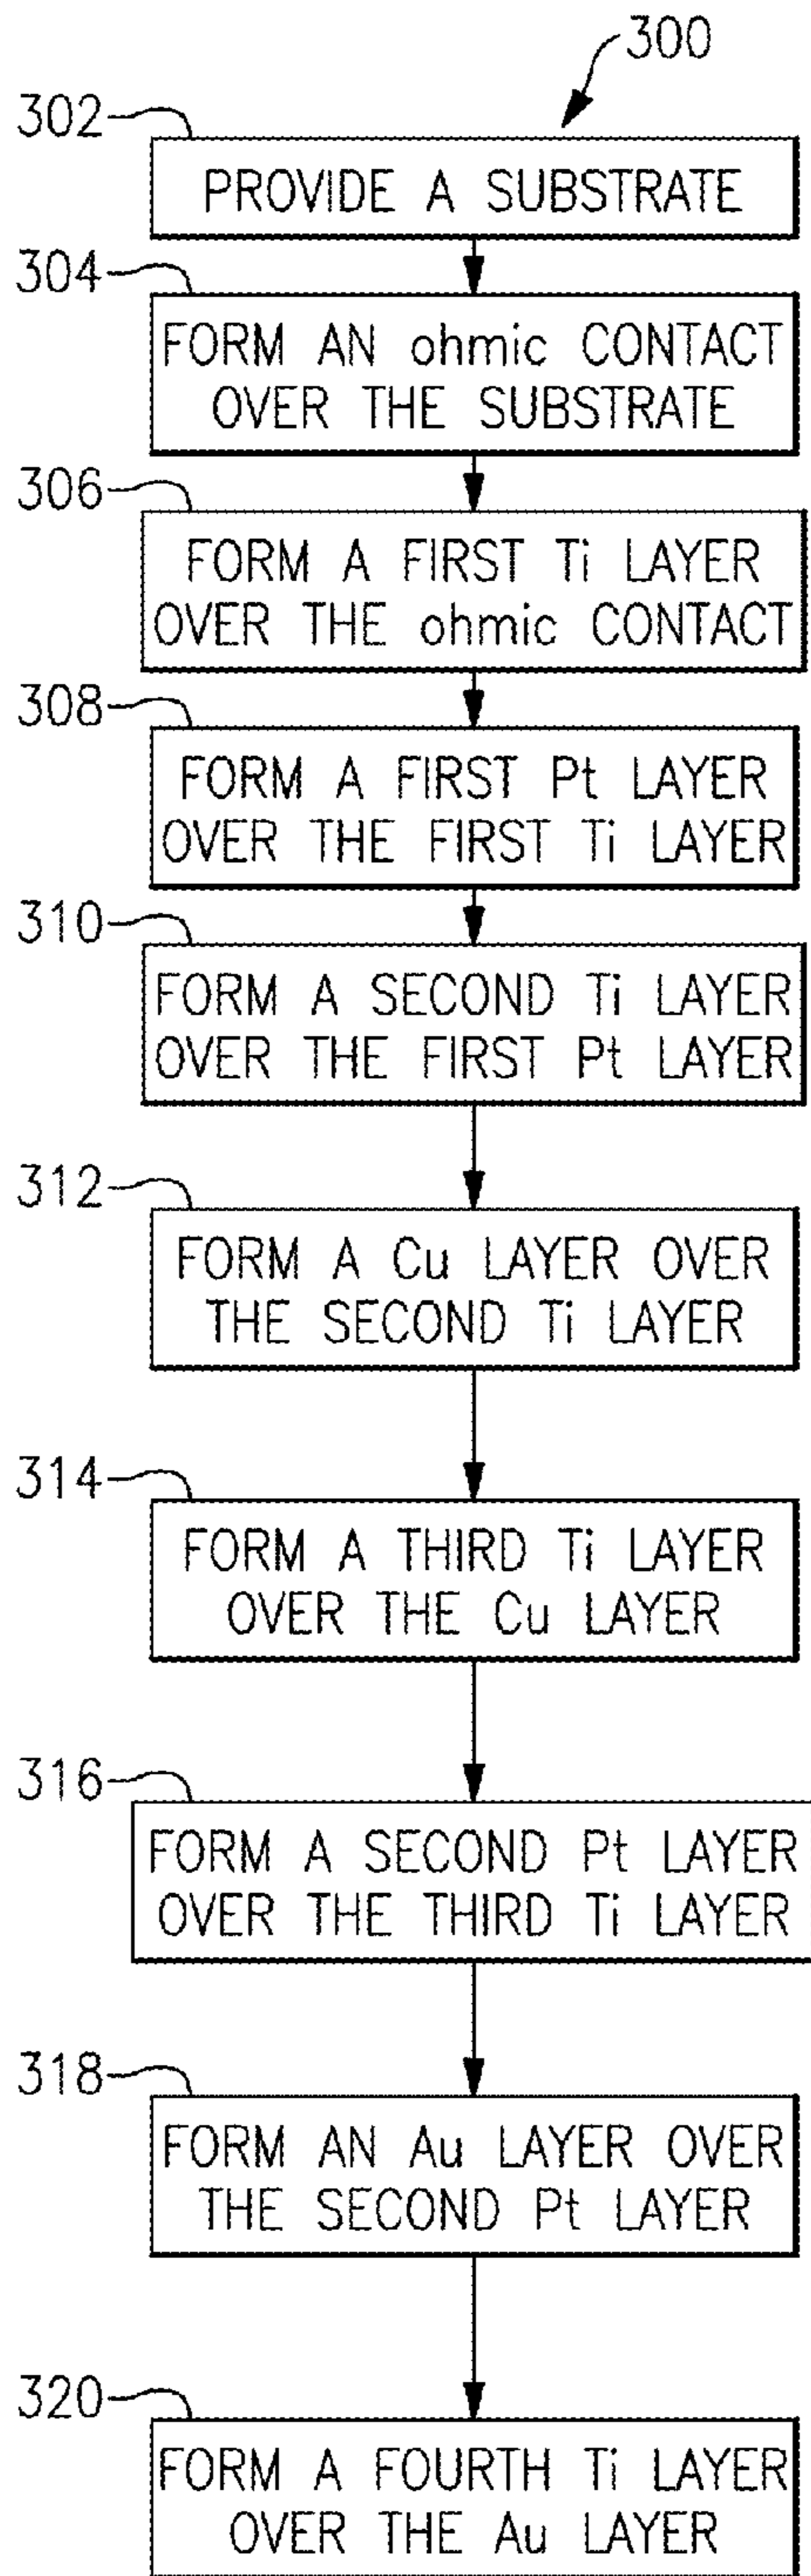 300
302
PROVIDE A SUBSTRATE
304
FORM AN ohmic CONTACT
OVER THE SUBSTRATE
306
FORM A FIRST Ti LAYER
OVER THE ohmic CONTACT
308
FORM A FIRST Pt LAYER
OVER THE FIRST Ti LAYER
310
FORM A SECOND Ti LAYER
OVER THE FIRST Pt LAYER
312
FORM A Cu LAYER OVER
THE SECOND Ti LAYER
314
FORM A THIRD Ti LAYER
OVER THE Cu LAYER
316
FORM A SECOND Pt LAYER
OVER THE THIRD Ti LAYER
318
FORM AN Au LAYER OVER
THE SECOND Pt LAYER
320
FORM A FOURTH Ti LAYER
OVER THE Au LAYER